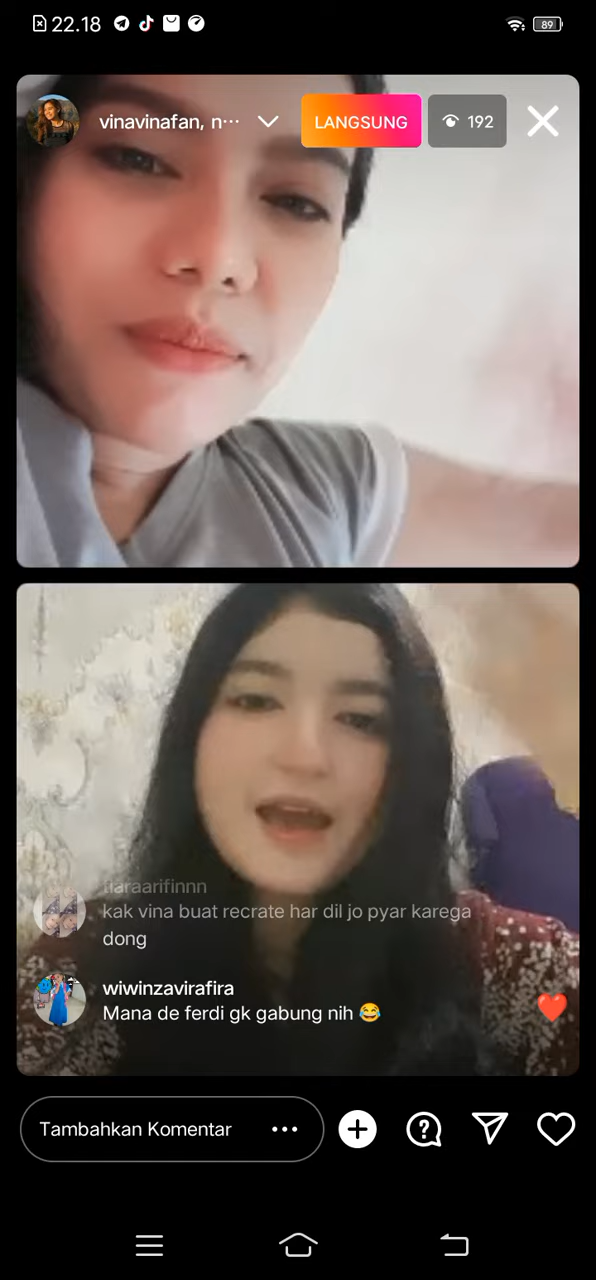 22.18
89
vinavinafan, n...
LANGSUNG
192
tiaraarifinnn
kak vina buat recrate har dil jo pyar karega
dong
wiwinzavirafira
Mana de ferdi gk gabung nih 😂
Tambahkan Komentar